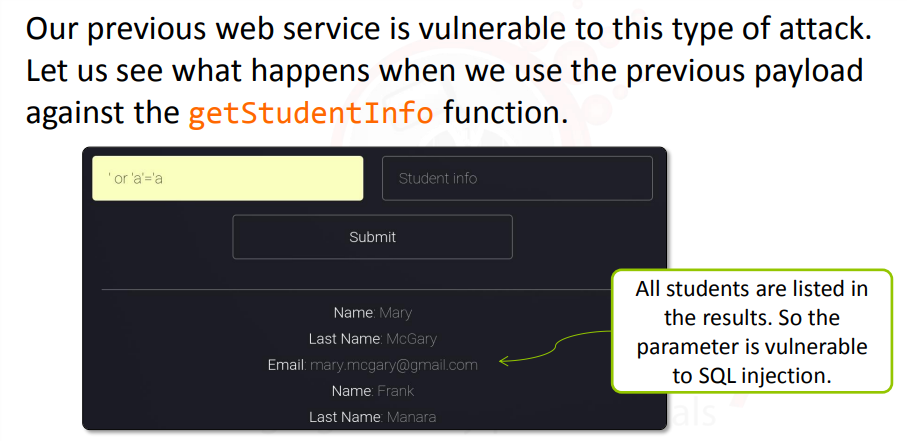 Our previous web service is vulnerable to this type of attack.
Let us see what happens when we use the previous payload
against the getStudentInfo function.
' or 'a'='a
Student info
Submit
Name: Mary
Last Name: McGary
Email: mary.mcgary@gmail.com
Name: Frank
Last Name: Manara
All students are listed in
the results. So the
parameter is vulnerable
to SQL injection.
als